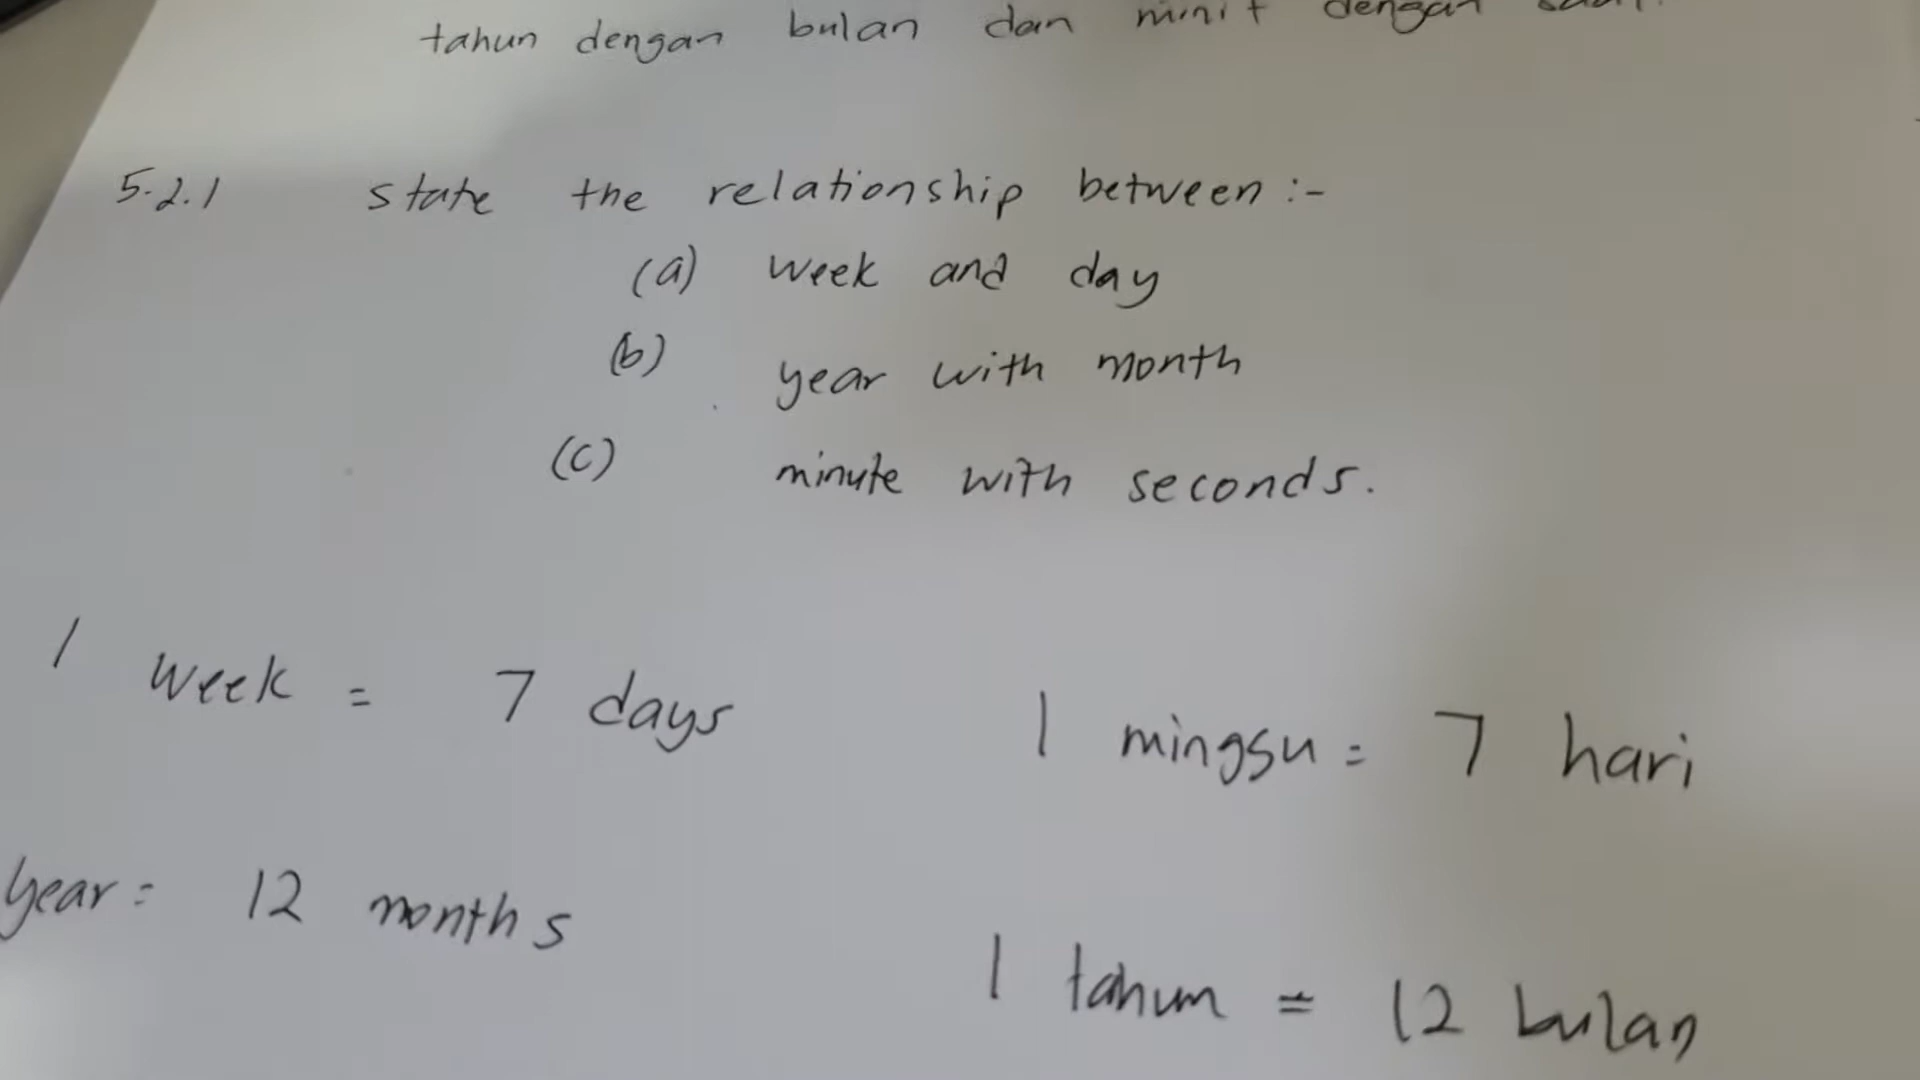 tahun dengan bulan dan minit dengan
5.2.1 state the relationship between :-
(a) week and day
(b) year with month
(c) minute with seconds.
1 week = 7 days
1 minggu = 7 hari
year = 12 months
1 tahun = 12 bulan